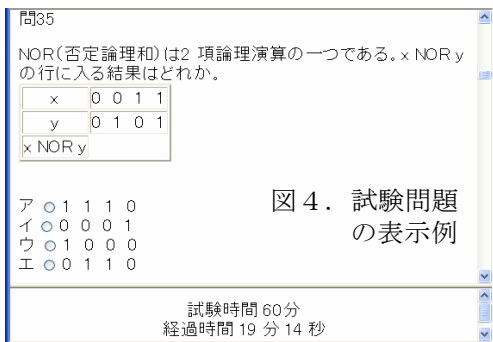 問35
NOR(否定論理和)は2 項論理演算の一つである。x NOR y
の行に入る結果はどれか。
x 0 0 1 1
y 0 1 0 1
x NOR y
ア 1 1 1 0
イ 0 0 0 1
ウ 1 0 0 0
エ 0 1 1 0
図4. 試験問題
の表示例
試験時間 60分
経過時間 19 分 14 秒